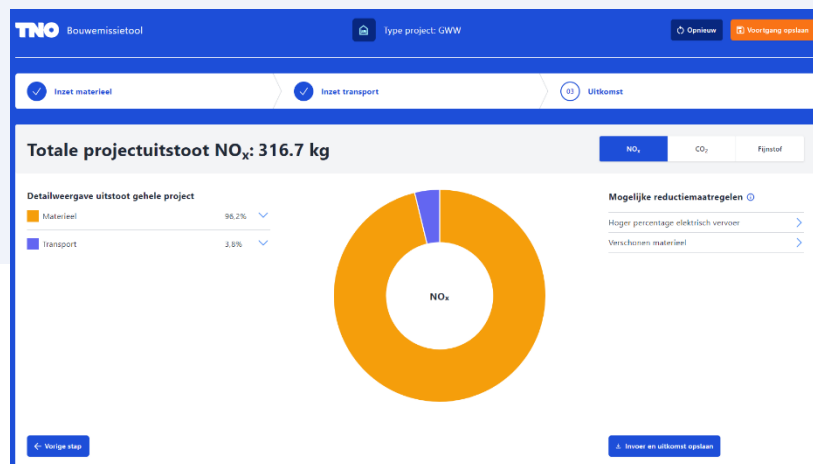 TNO Bouwemissietool
Type project: GWW
Opnieuw
Voortgang opslaan
Inzet materieel
Inzet transport
03 Uitkomst
Totale projectuitstoot NOₓ: 316.7 kg
NOₓ
CO₂
Fijnstof
Detailweergave uitstoot gehele project
Materieel 96,2%
Transport 3,8%
NOₓ
Mogelijke reductiemaatregelen
Hoger percentage elektrisch vervoer
Verschonen materieel
Vorige stap
Invoer en uitkomst opslaan